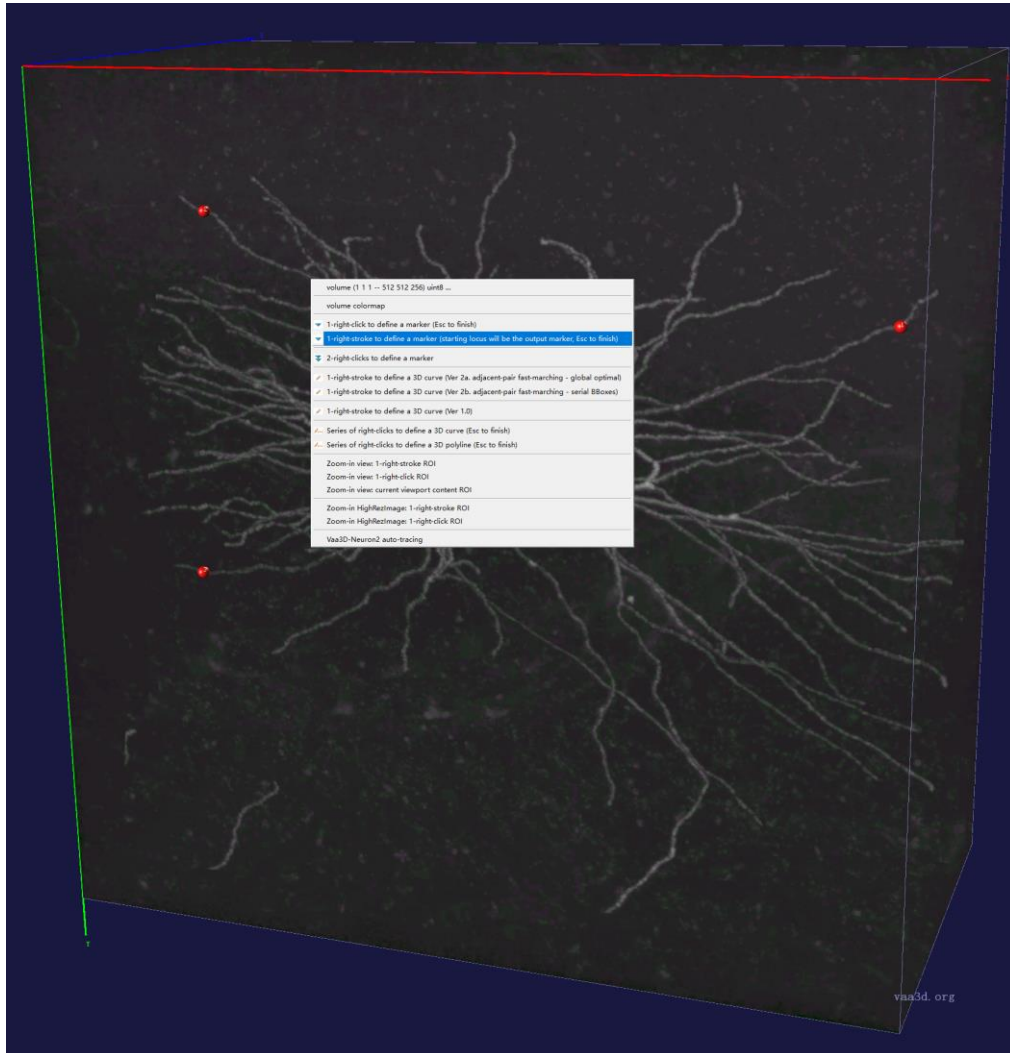 volume (1 1 1 -- 512 512 256) uint8 ...
volume colormap
1-right-click to define a marker (Esc to finish)
1-right-stroke to define a marker (starting locus will be the output marker, Esc to finish)
2-right-clicks to define a marker
1-right-stroke to define a 3D curve (Ver 2a. adjacent-pair fast-marching - global optimal)
1-right-stroke to define a 3D curve (Ver 2b. adjacent-pair fast-marching - serial BBoxes)
1-right-stroke to define a 3D curve (Ver 1.0)
Series of right-clicks to define a 3D curve (Esc to finish)
Series of right-clicks to define a 3D polyline (Esc to finish)
Zoom-in view: 1-right-stroke ROI
Zoom-in view: 1-right-click ROI
Zoom-in view: current viewport content ROI
Zoom-in HighRezImage: 1-right-stroke ROI
Zoom-in HighRezImage: 1-right-click ROI
Vaa3D-Neuron2 auto-tracing
Y
vaa3d.org